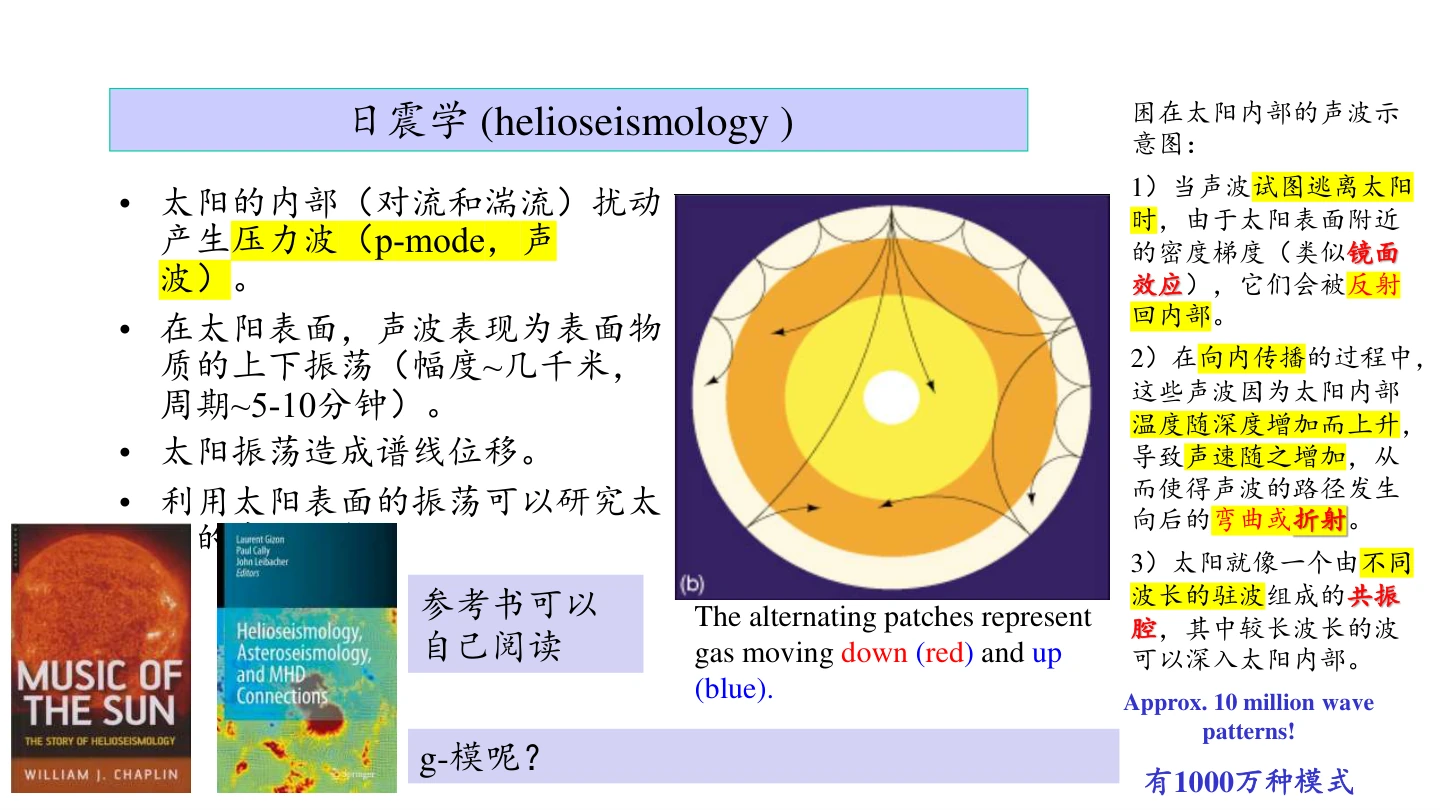 日震学 (helioseismology )
• 太阳的内部（对流和湍流）扰动
产生压力波（p-mode，声
波）。
• 在太阳表面，声波表现为表面物
质的上下振荡（幅度~几千米，
周期~5-10分钟）。
• 太阳振荡造成谱线位移。
• 利用太阳表面的振荡可以研究太
的
MUSIC OF
THE SUN
THE STORY OF HELIOSEISMOLOGY
WILLIAM J. CHAPLIN
Laurent Gizon
Paul Cally
John Leibacher
Editors
Helioseismology,
Asteroseismology,
and MHD
Connections
Springer
参考书可以
自己阅读
(b)
The alternating patches represent
gas moving down (red) and up
(blue).
g-模呢？
困在太阳内部的声波示
意图：
1）当声波试图逃离太阳
时，由于太阳表面附近
的密度梯度（类似镜面
效应），它们会被反射
回内部。
2）在向内传播的过程中，
这些声波因为太阳内部
温度随深度增加而上升，
导致声速随之增加，从
而使得声波的路径发生
向后的弯曲或折射。
3）太阳就像一个由不同
波长的驻波组成的共振
腔，其中较长波长的波
可以深入太阳内部。
Approx. 10 million wave
patterns!
有1000万种模式